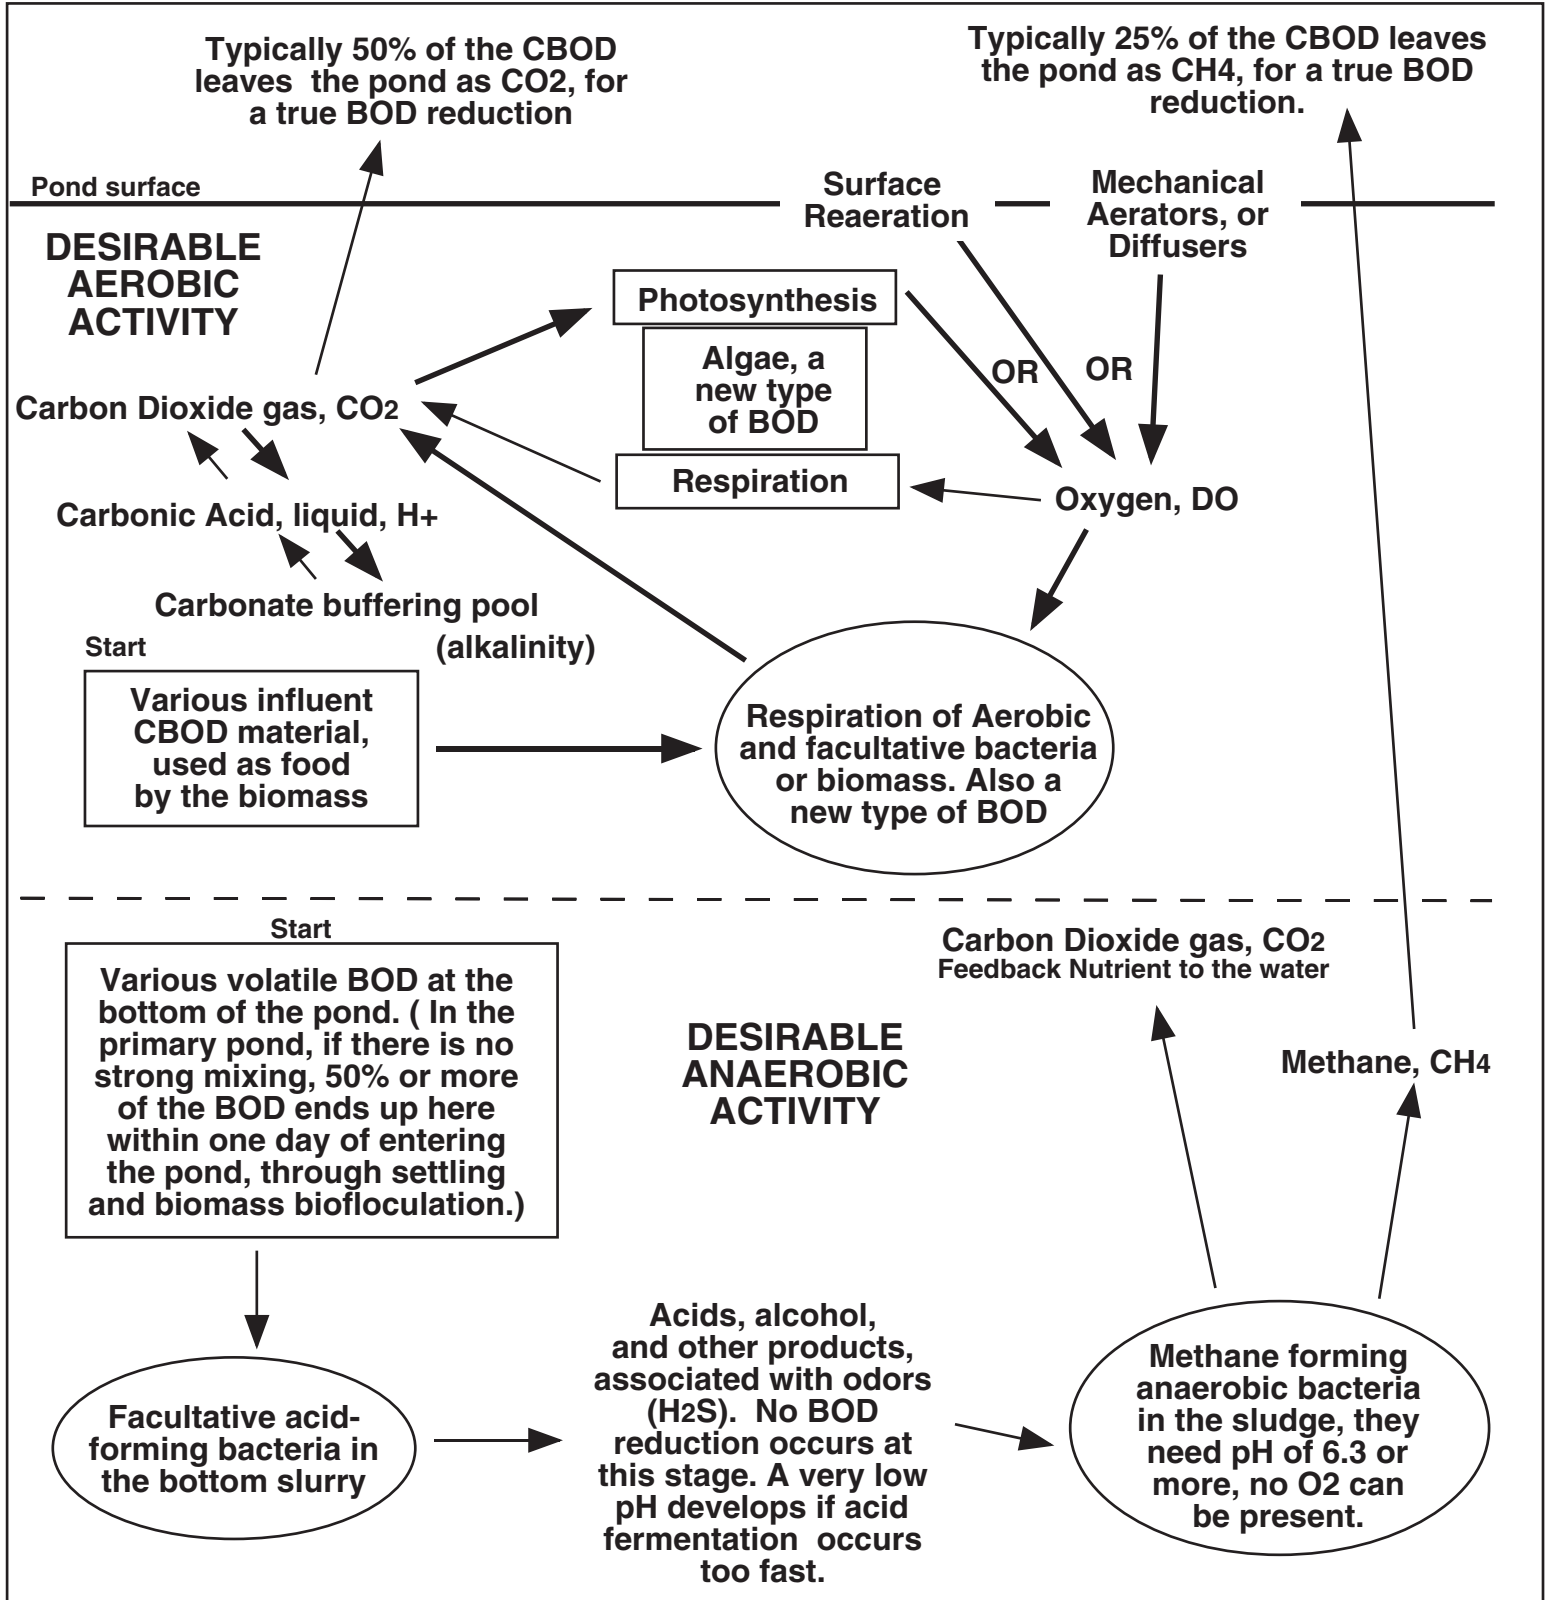 Typically 50% of the CBOD
leaves the pond as CO2, for
a true BOD reduction
Typically 25% of the CBOD leaves
the pond as CH4, for a true BOD
reduction.
Pond surface
Surface
Reaeration
Mechanical
Aerators, or
Diffusers
DESIRABLE
AEROBIC
ACTIVITY
Photosynthesis
Algae, a
new type
of BOD
OR
OR
Carbon Dioxide gas, CO2
Respiration
Oxygen, DO
Carbonic Acid, liquid, H+
Carbonate buffering pool
(alkalinity)
Start
Various influent
CBOD material,
used as food
by the biomass
Respiration of Aerobic
and facultative bacteria
or biomass. Also a
new type of BOD
Start
Various volatile BOD at the
bottom of the pond. ( In the
primary pond, if there is no
strong mixing, 50% or more
of the BOD ends up here
within one day of entering
the pond, through settling
and biomass biofloculation.)
Carbon Dioxide gas, CO2
Feedback Nutrient to the water
DESIRABLE
ANAEROBIC
ACTIVITY
Methane, CH4
Facultative acid-
forming bacteria in
the bottom slurry
Acids, alcohol,
and other products,
associated with odors
(H2S). No BOD
reduction occurs at
this stage. A very low
pH develops if acid
fermentation occurs
too fast.
Methane forming
anaerobic bacteria
in the sludge, they
need pH of 6.3 or
more, no O2 can
be present.